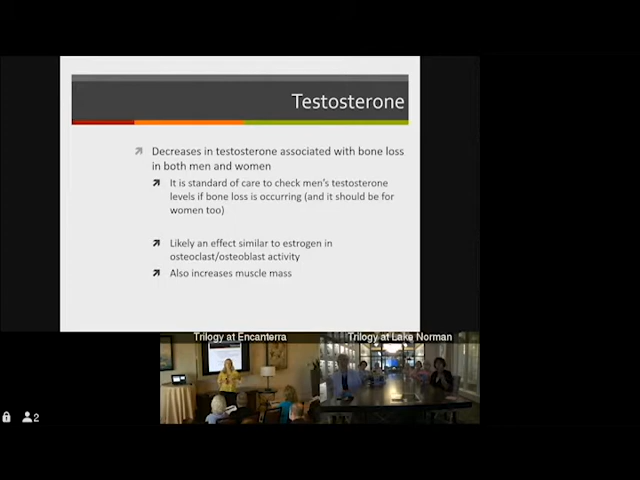 Testosterone
Decreases in testosterone associated with bone loss
in both men and women
It is standard of care to check men's testosterone
levels if bone loss is occurring (and it should be for
women too)
Likely an effect similar to estrogen in
osteoclast/osteoblast activity
Also increases muscle mass
Trilogy at Encanterra
Trilogy at Lake Norman
2